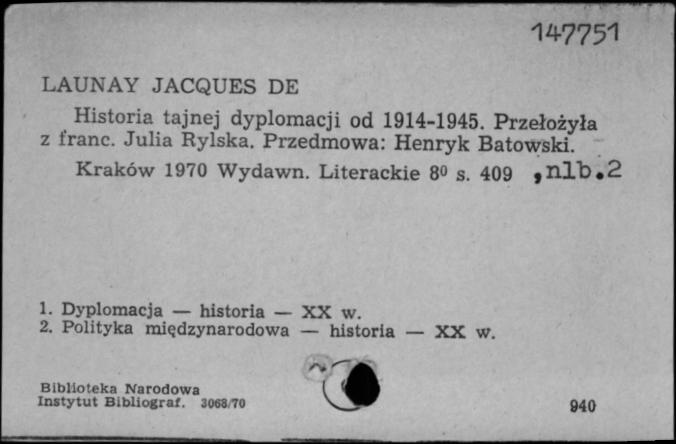 147751
LAUNAY JACQUES DE
Historia tajnej dyplomacji od 1914-1945. Przełożyła
z franc. Julia Rylska. Przedmowa: Henryk Batowski.
Kraków 1970 Wydawn. Literackie 8⁰ s. 409 ,nlb.2
1. Dyplomacja — historia — XX w.
2. Polityka międzynarodowa — historia — XX w.
Biblioteka Narodowa
Instytut Bibliograf. 3068/70
940